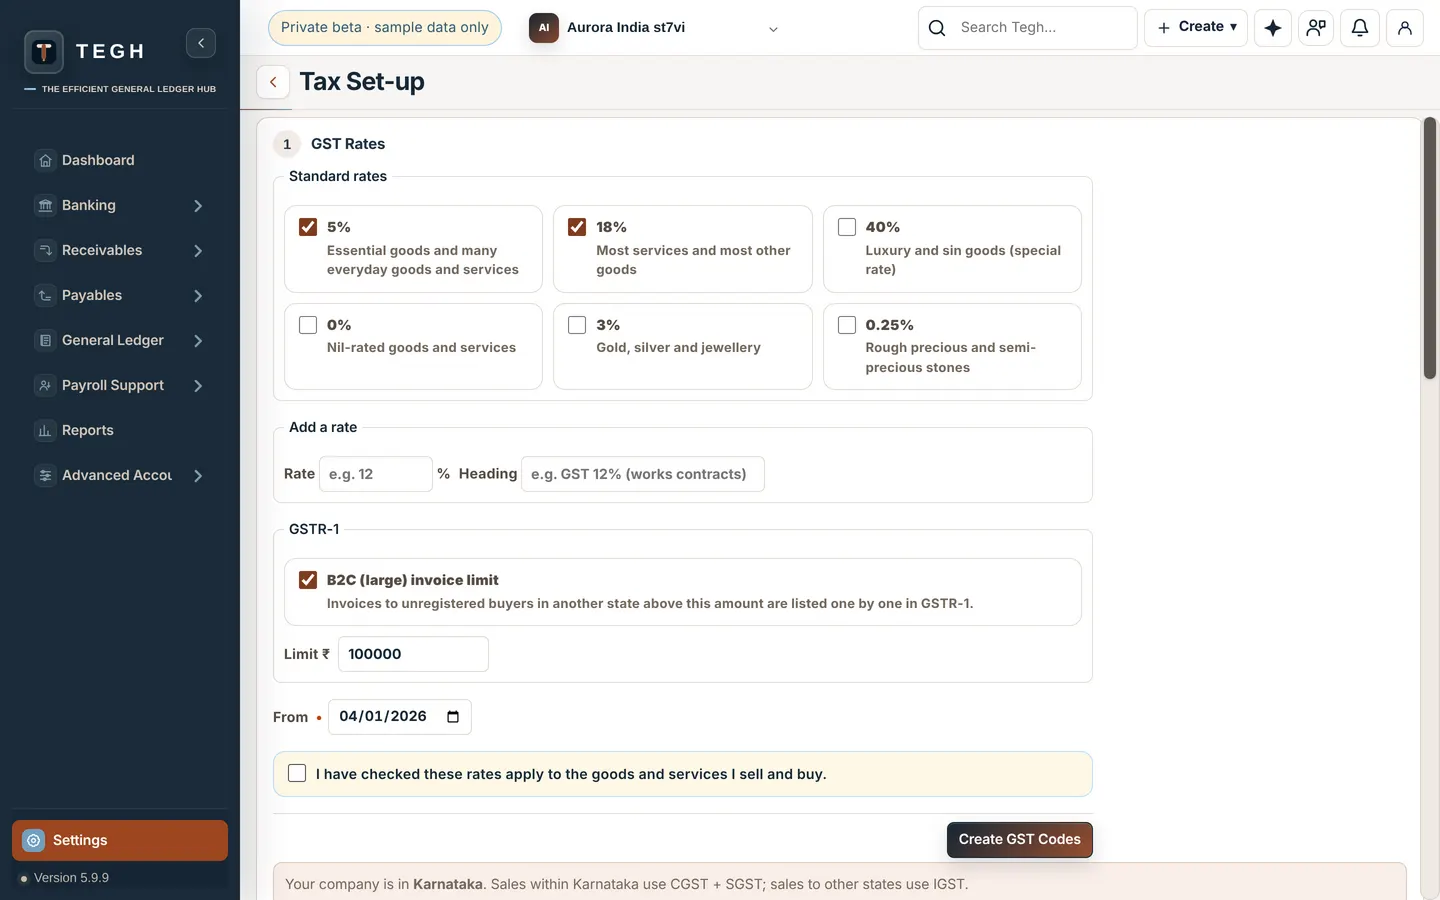 TEGH
THE EFFICIENT GENERAL LEDGER HUB
Dashboard
Banking
Receivables
Payables
General Ledger
Payroll Support
Reports
Advanced Accou
Settings
Version 5.9.9
Private beta · sample data only
AI
Aurora India st7vi
Search Tegh...
+ Create ▾
Tax Set-up
1
GST Rates
Standard rates
5%
Essential goods and many
everyday goods and services
18%
Most services and most other
goods
40%
Luxury and sin goods (special
rate)
0%
Nil-rated goods and services
3%
Gold, silver and jewellery
0.25%
Rough precious and semi-
precious stones
Add a rate
Rate e.g. 12 % Heading e.g. GST 12% (works contracts)
GSTR-1
B2C (large) invoice limit
Invoices to unregistered buyers in another state above this amount are listed one by one in GSTR-1.
Limit ₹ 100000
From • 04/01/2026
I have checked these rates apply to the goods and services I sell and buy.
Create GST Codes
Your company is in Karnataka. Sales within Karnataka use CGST + SGST; sales to other states use IGST.